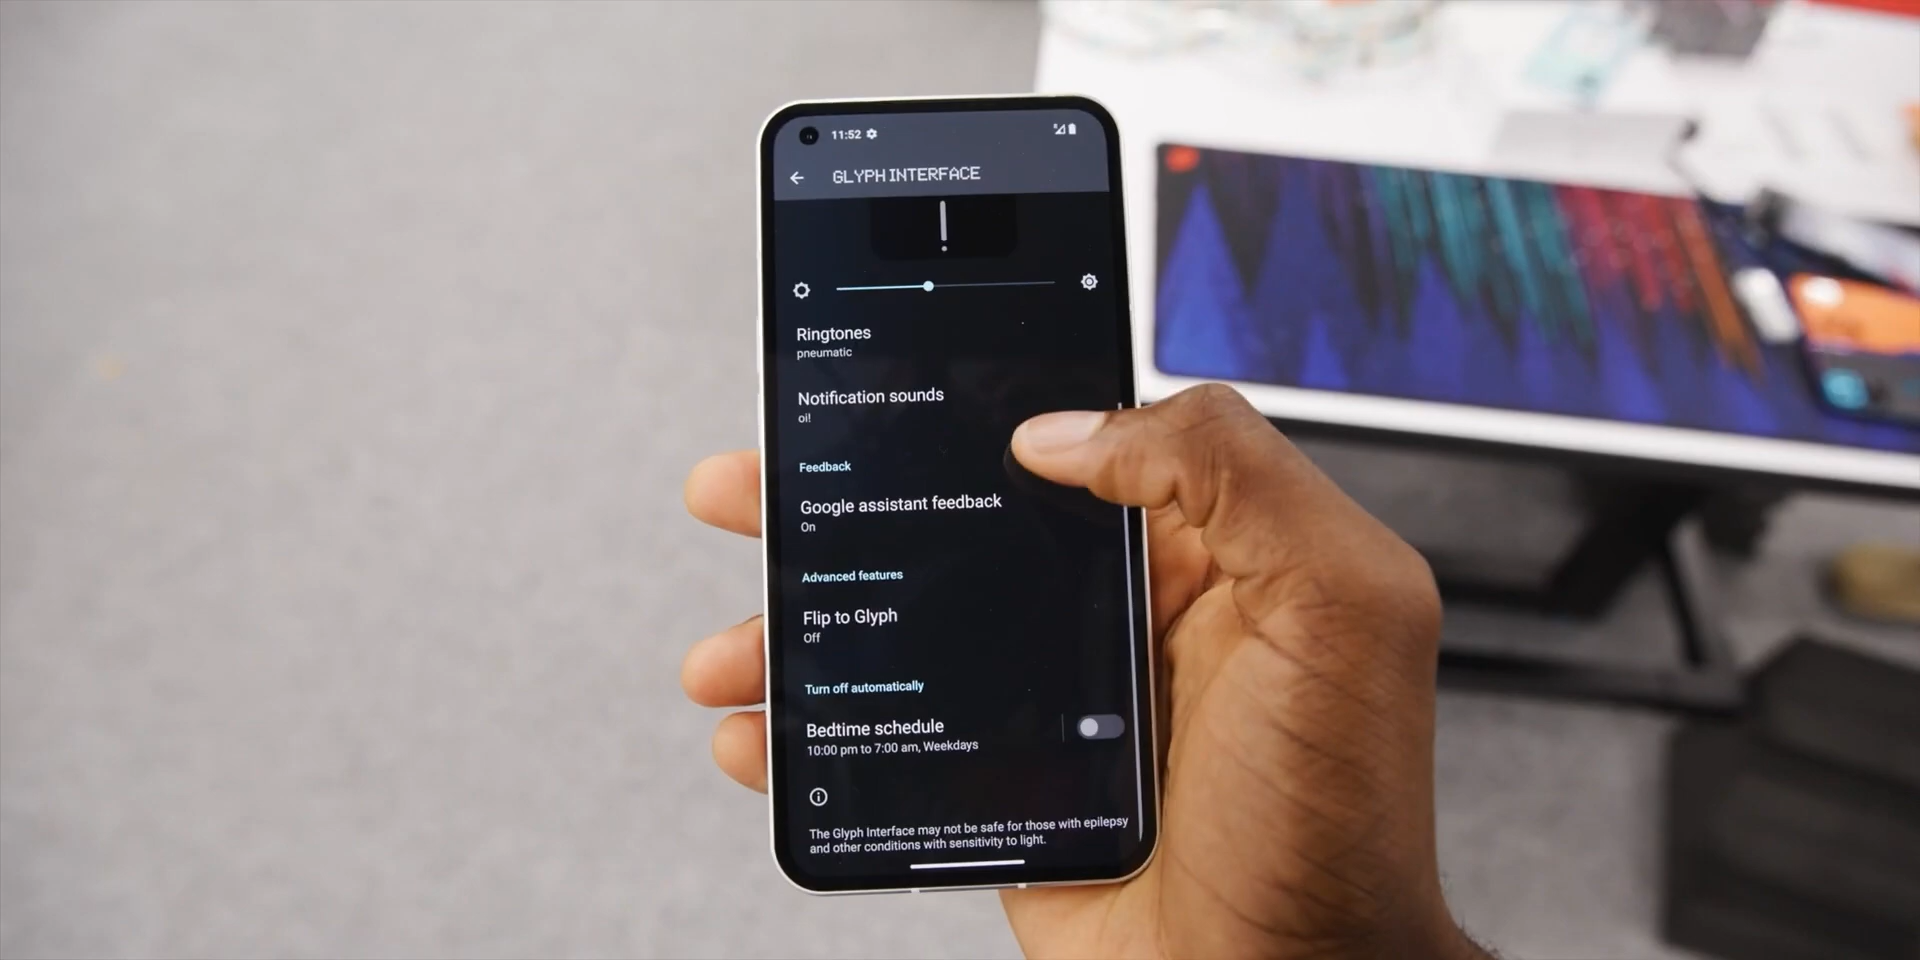 11:52
GLYPH INTERFACE
Ringtones
pneumatic
Notification sounds
oi!
Feedback
Google assistant feedback
On
Advanced features
Flip to Glyph
Off
Turn off automatically
Bedtime schedule
10:00 pm to 7:00 am, Weekdays
The Glyph Interface may not be safe for those with epilepsy
and other conditions with sensitivity to light.